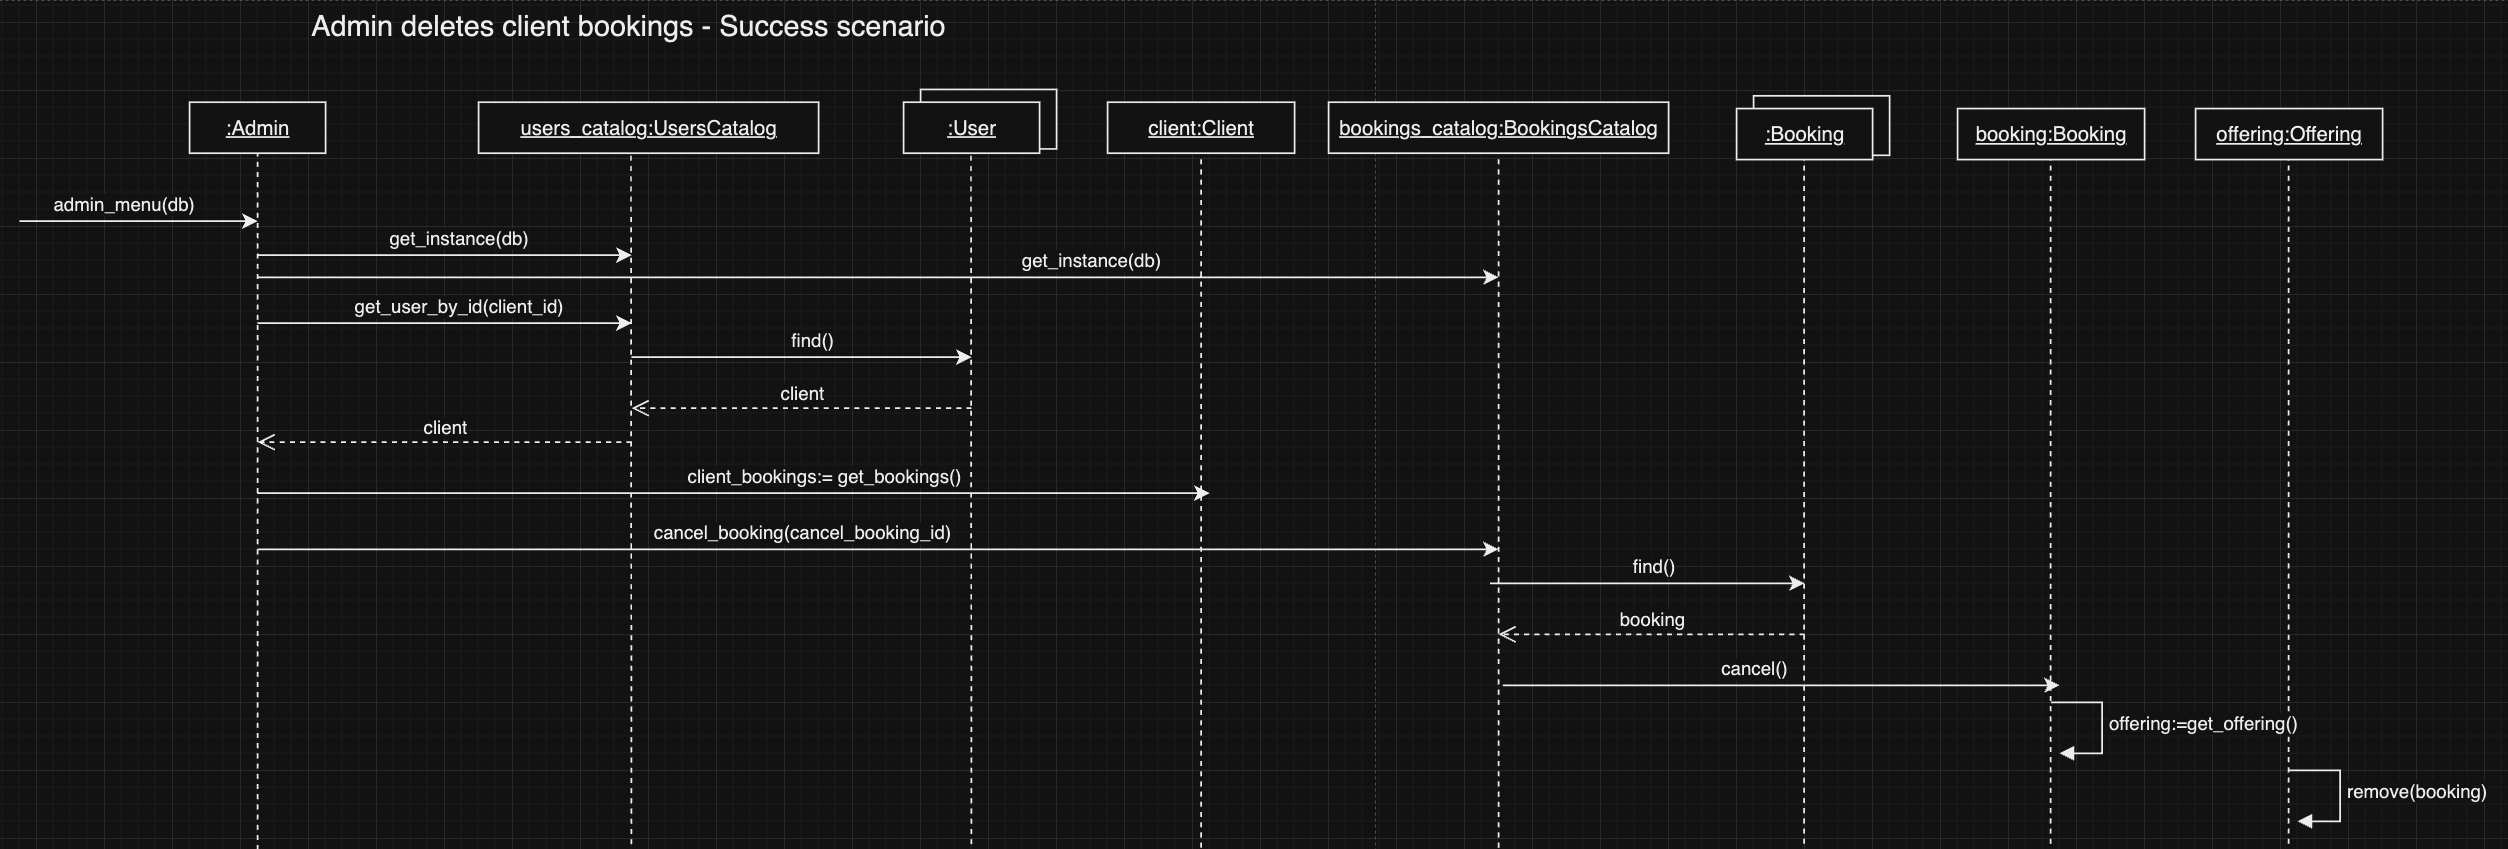 Admin deletes client bookings - Success scenario
:Admin
users_catalog:UsersCatalog
:User
client:Client
bookings_catalog:BookingsCatalog
:Booking
booking:Booking
offering:Offering
admin_menu(db)
get_instance(db)
get_instance(db)
get_user_by_id(client_id)
find()
client
client
client_bookings:= get_bookings()
cancel_booking(cancel_booking_id)
find()
booking
cancel()
offering:=get_offering()
remove(booking)